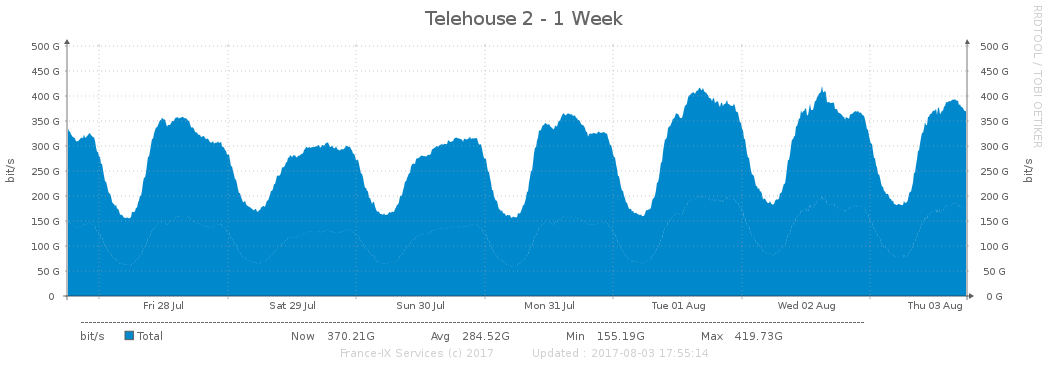 Telehouse 2 - 1 Week
RRDTOOL / TOBI OETIKER
500 G 500 G
450 G 450 G
400 G 400 G
350 G 350 G
300 G 300 G
250 G 250 G
200 G 200 G
150 G 150 G
100 G 100 G
50 G 50 G
0 0 G
bit/s bit/s
Fri 28 Jul Sat 29 Jul Sun 30 Jul Mon 31 Jul Tue 01 Aug Wed 02 Aug Thu 03 Aug
bit/s Total Now 370.21G Avg 284.52G Min 155.19G Max 419.73G
France-IX Services (c) 2017 Updated : 2017-08-03 17:55:14